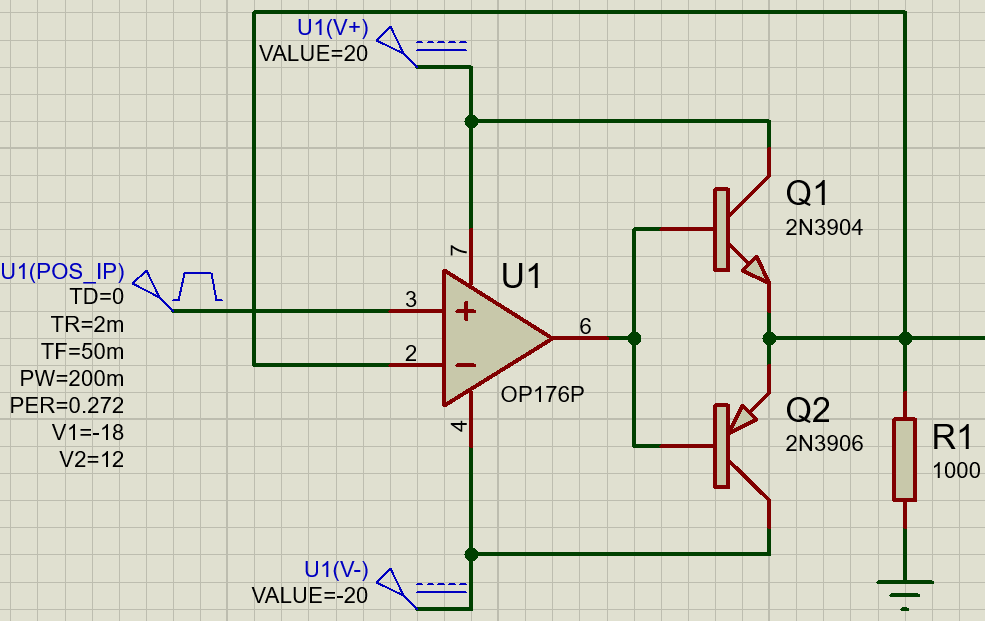 U1(V+)
VALUE=20
Q1
2N3904
7
U1
U1(POS_IP)
TD=0
TR=2m
TF=50m
PW=200m
PER=0.272
V1=-18
V2=12
3
+
2
−
6
OP176P
4
Q2
2N3906
R1
1000
U1(V-)
VALUE=-20